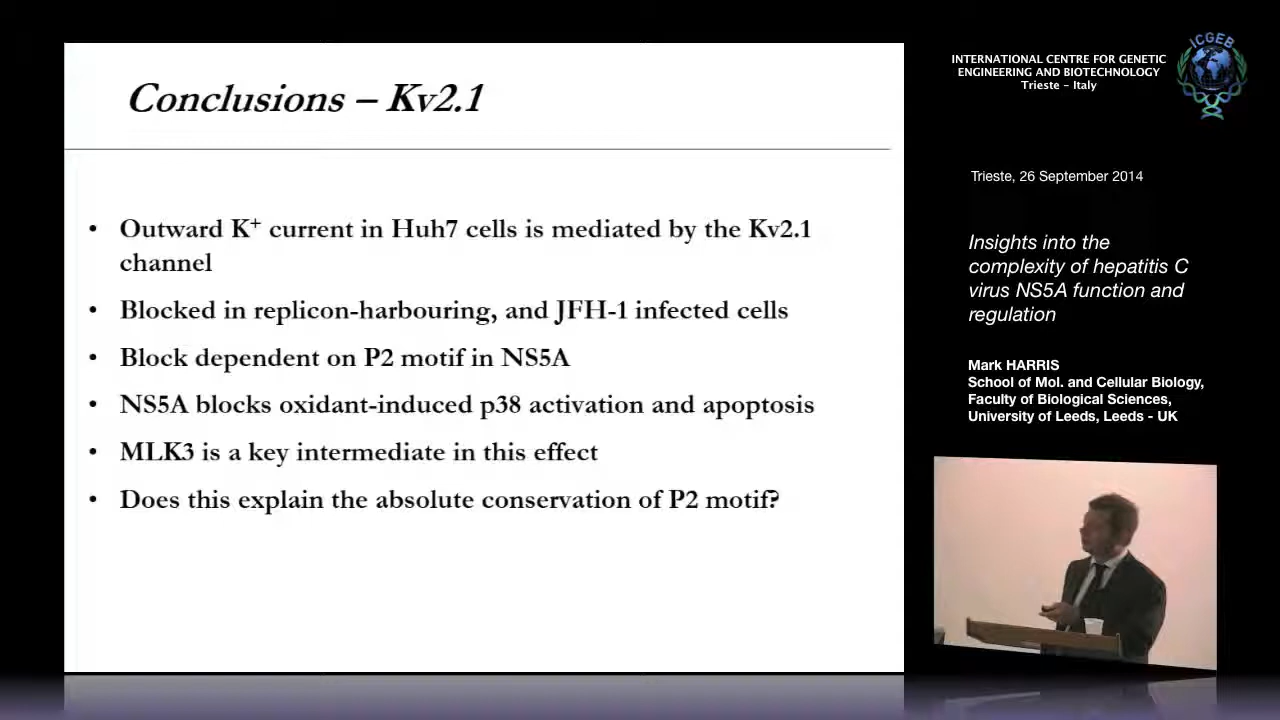 Conclusions – Kv2.1
• Outward K⁺ current in Huh7 cells is mediated by the Kv2.1
channel
• Blocked in replicon-harbouring, and JFH-1 infected cells
• Block dependent on P2 motif in NS5A
• NS5A blocks oxidant-induced p38 activation and apoptosis
• MLK3 is a key intermediate in this effect
• Does this explain the absolute conservation of P2 motif?
INTERNATIONAL CENTRE FOR GENETIC
ENGINEERING AND BIOTECHNOLOGY
Trieste - Italy
ICGEB
Trieste, 26 September 2014
Insights into the
complexity of hepatitis C
virus NS5A function and
regulation
Mark HARRIS
School of Mol. and Cellular Biology,
Faculty of Biological Sciences,
University of Leeds, Leeds - UK